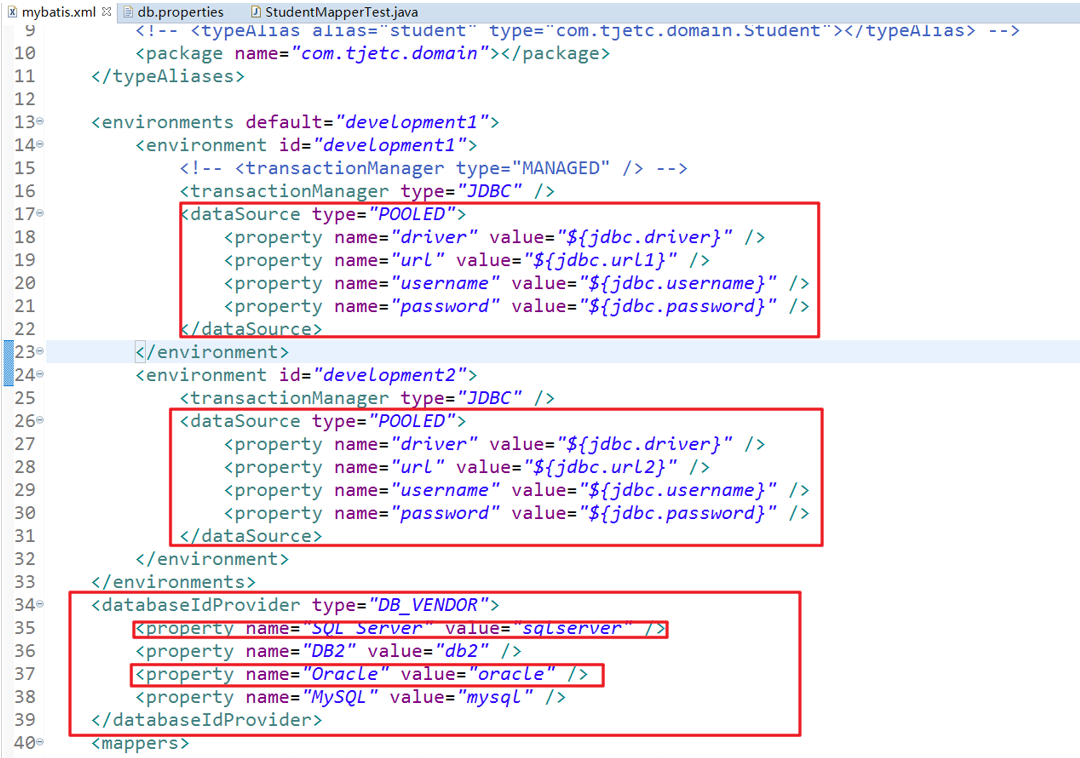 mybatis.xml db.properties StudentMapperTest.java
9 <!-- <typeAlias alias="student" type="com.tjetc.domain.Student"></typeAlias> -->
10 <package name="com.tjetc.domain"></package>
11 </typeAliases>
12
13 <environments default="development1">
14 <environment id="development1">
15 <!-- <transactionManager type="MANAGED" /> -->
16 <transactionManager type="JDBC" />
17 <dataSource type="POOLED">
18 <property name="driver" value="${jdbc.driver}" />
19 <property name="url" value="${jdbc.url1}" />
20 <property name="username" value="${jdbc.username}" />
21 <property name="password" value="${jdbc.password}" />
22 </dataSource>
23 </environment>
24 <environment id="development2">
25 <transactionManager type="JDBC" />
26 <dataSource type="POOLED">
27 <property name="driver" value="${jdbc.driver}" />
28 <property name="url" value="${jdbc.url2}" />
29 <property name="username" value="${jdbc.username}" />
30 <property name="password" value="${jdbc.password}" />
31 </dataSource>
32 </environment>
33 </environments>
34 <databaseIdProvider type="DB_VENDOR">
35 <property name="SQL Server" value="sqlserver" />
36 <property name="DB2" value="db2" />
37 <property name="Oracle" value="oracle" />
38 <property name="MySQL" value="mysql" />
39 </databaseIdProvider>
40 <mappers>